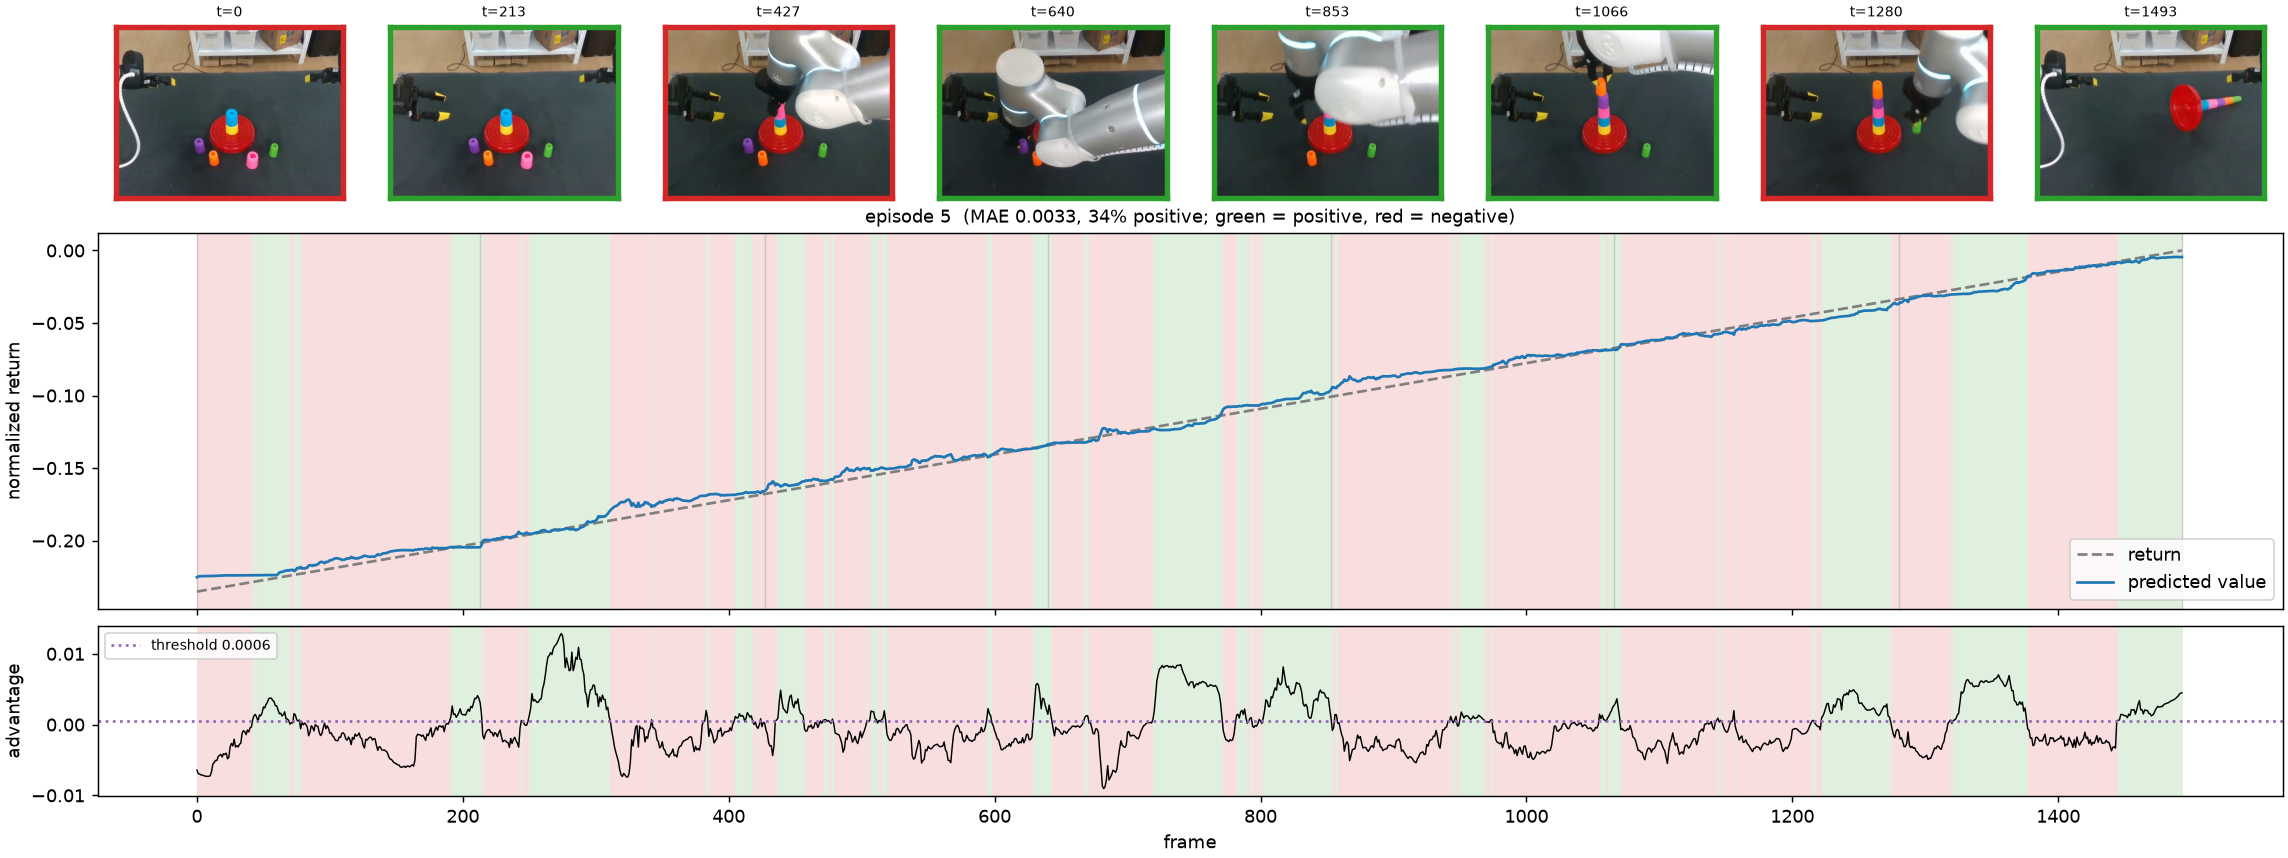 t=0 t=213 t=427 t=640 t=853 t=1066 t=1280 t=1493
episode 5 (MAE 0.0033, 34% positive; green = positive, red = negative)
normalized return
0.00
−0.05
−0.10
−0.15
−0.20
return
predicted value
advantage
threshold 0.0006
0.01
0.00
−0.01
0 200 400 600 800 1000 1200 1400
frame